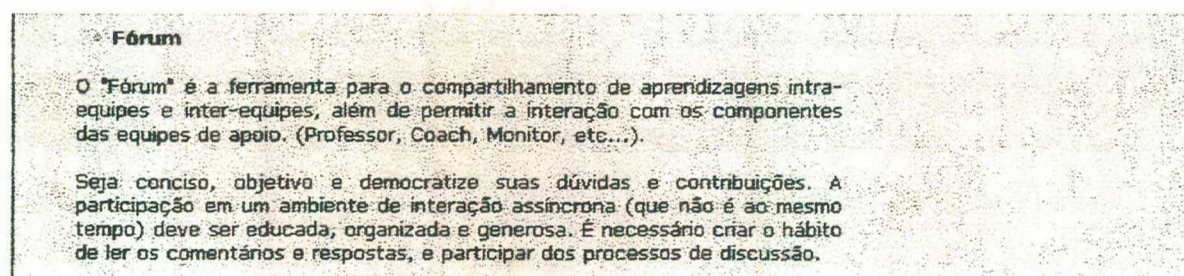 Fórum
O "Fórum" é a ferramenta para o compartilhamento de aprendizagens intra-
equipes e inter-equipes, além de permitir a interação com os componentes
das equipes de apoio. (Professor, Coach, Monitor, etc...).
Seja conciso, objetivo e democratize suas dúvidas e contribuições. A
participação em um ambiente de interação assíncrona (que não é ao mesmo
tempo) deve ser educada, organizada e generosa. É necessário criar o hábito
de ler os comentários e respostas, e participar dos processos de discussão.